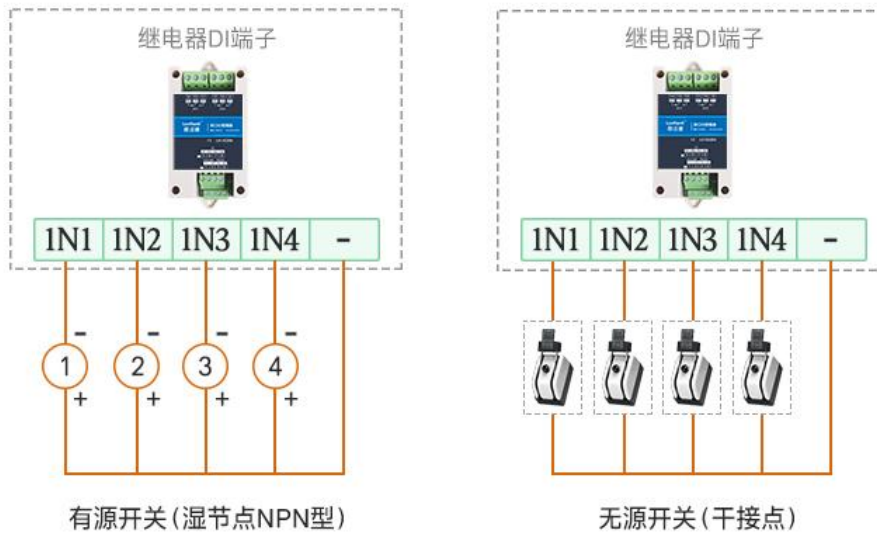 继电器DI端子
1N1 1N2 1N3 1N4 -
- - - -
1 2 3 4
+ + + +
有源开关(湿节点NPN型)
继电器DI端子
1N1 1N2 1N3 1N4 -
无源开关(干接点)